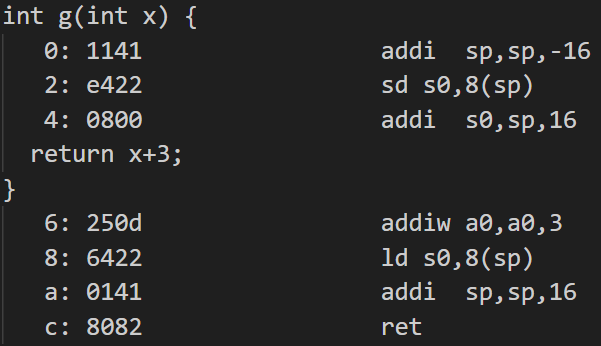 int g(int x) {
   0: 1141                 addi  sp,sp,-16
   2: e422                 sd s0,8(sp)
   4: 0800                 addi  s0,sp,16
  return x+3;
}
   6: 250d                 addiw a0,a0,3
   8: 6422                 ld s0,8(sp)
   a: 0141                 addi  sp,sp,16
   c: 8082                 ret